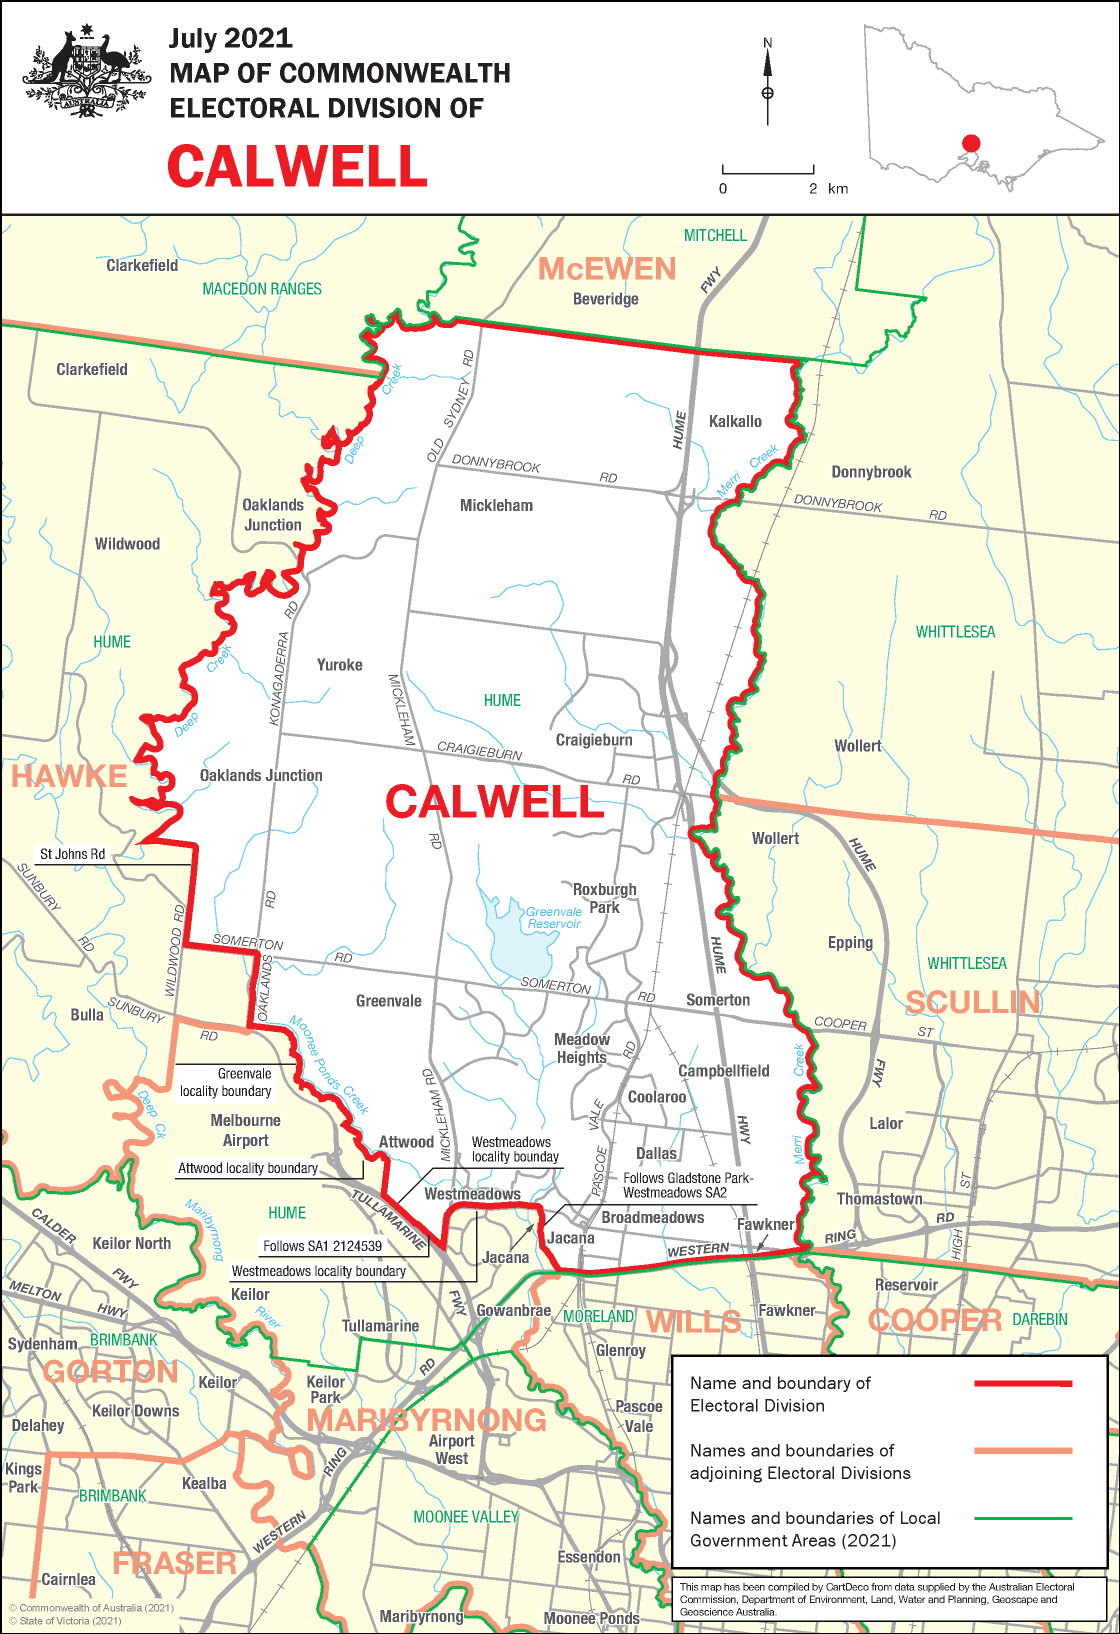 July 2021
MAP OF COMMONWEALTH
ELECTORAL DIVISION OF
CALWELL
AUSTRALIA
N
0 2 km
MITCHELL
McEWEN
Beveridge
FWY
Clarkefield
MACEDON RANGES
Clarkefield
Creek
Deep
OLD SYDNEY RD
HUME
Kalkallo
Merri Creek
Donnybrook
DONNYBROOK RD
DONNYBROOK RD
Mickleham
Oaklands
Junction
Wildwood
HUME
WHITTLESEA
KONAGADERRA RD
Creek
Deep
Yuroke
MICKLEHAM
HUME
Craigieburn
CRAIGIEBURN RD
Wollert
HAWKE
Oaklands Junction
CALWELL
RD
Wollert
HUME
St Johns Rd
SUNBURY RD
WILDWOOD RD
RD
Roxburgh
Park
Greenvale
Reservoir
SOMERTON RD
OAKLANDS
HUME
Epping
WHITTLESEA
SCULLIN
Bulla
SUNBURY RD
Greenvale
SOMERTON RD
Somerton
COOPER ST
Moonee Ponds Creek
Meadow
Heights
RD
Creek
FWY
Greenvale
locality boundary
Campbellfield
Deep Ck
MICKLEHAM RD
Coolaroo
Melbourne
Airport
Attwood
VALE
HWY
Lalor
Westmeadows
locality bounday
Dallas
Merri
Attwood locality boundary
PASCOE
Follows Gladstone Park-
Westmeadows SA2
ST
Westmeadows
TULLAMARINE
Thomastown
Maribyrnong
HUME
CALDER
Broadmeadows
Fawkner
RING RD
Keilor North
Follows SA1 2124539
Jacana
Jacana
WESTERN
HIGH
Westmeadows locality boundary
FWY
MELTON HWY
Keilor
FWY
Reservoir
River
Gowanbrae
MORELAND
WILLS
Fawkner
COOPER
DAREBIN
Tullamarine
Sydenham
BRIMBANK
GORTON
Glenroy
RD
Keilor
Keilor
Park
Name and boundary of
Electoral Division
Delahey
Keilor Downs
MARIBYRNONG
Pascoe
Vale
Airport
West
Names and boundaries of
adjoining Electoral Divisions
Kings
Park
RING
Kealba
BRIMBANK
Names and boundaries of Local
Government Areas (2021)
WESTERN
MOONEE VALLEY
FRASER
Essendon
Cairnlea
This map has been compiled by CartDeco from data supplied by the Australian Electoral
Commission, Department of Environment, Land, Water and Planning, Geoscape and
Geoscience Australia.
© Commonwealth of Australia (2021)
© State of Victoria (2021)
Maribyrnong
Moonee Ponds